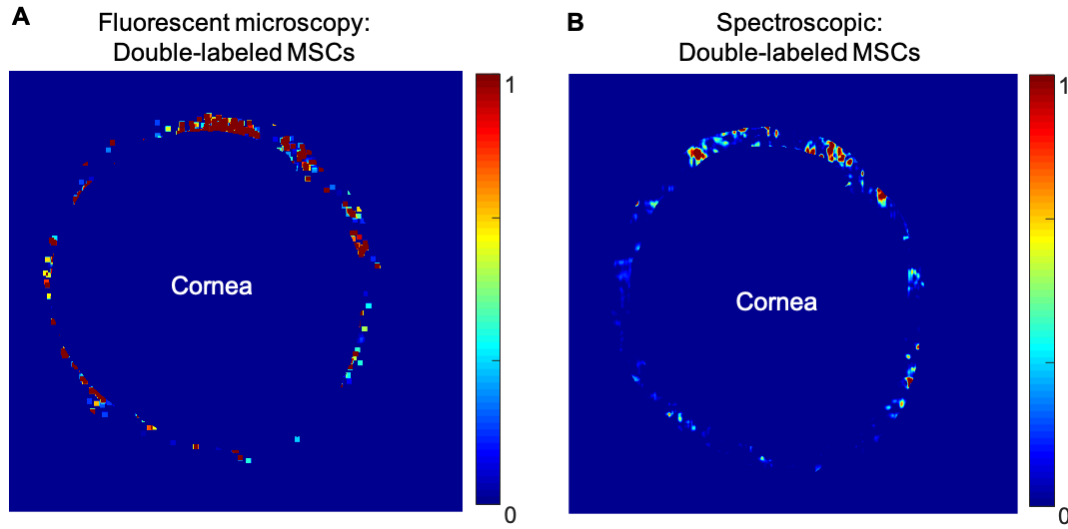 A
Fluorescent microscopy:
Double-labeled MSCs
1
Cornea
0
B
Spectroscopic:
Double-labeled MSCs
1
Cornea
0